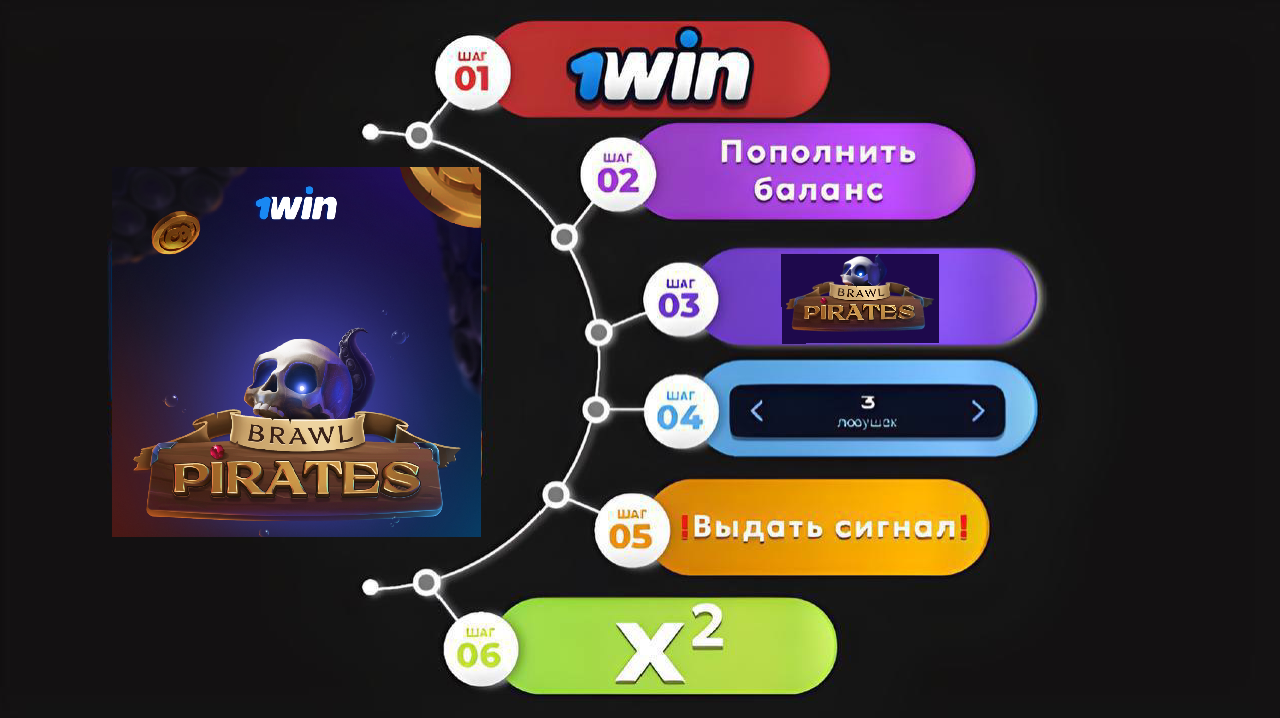 ШАГ
01
1win
ШАГ
02
Пополнить
баланс
1win
BRAWL
PIRATES
ШАГ
03
BRAWL
PIRATES
ШАГ
04
3
ловушек
ШАГ
05
!Выдать сигнал!
ШАГ
06
x²